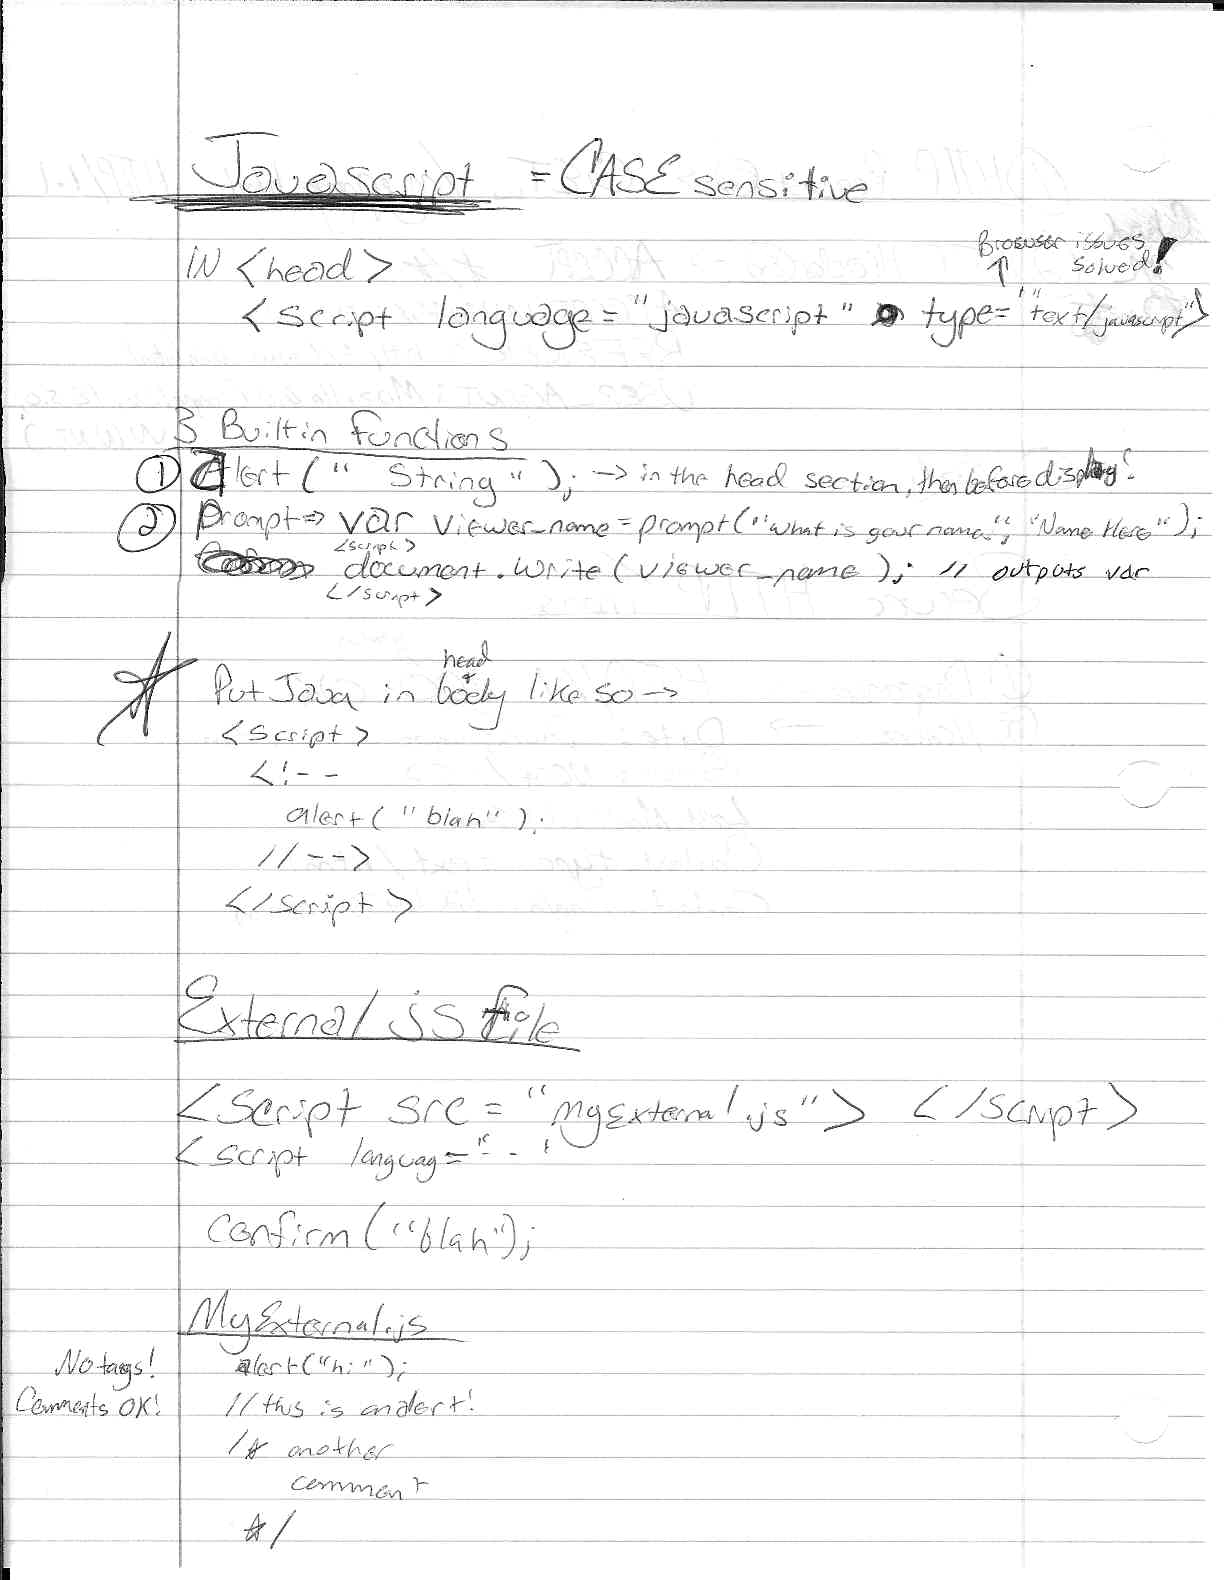 Javascript = CASE sensitive
Browser issues
solved!
IN <head>
<script language="javascript" type="text/javascript">
3 Built in functions
① Alert(" String "); -> in the head section, then before display!
② Prompt=> var viewer_name=prompt("what is your name", "Name Here");
<script>
document.write(viewer_name); // outputs var
</script>
head
+
Put Java in body like so ->
<script>
<!--
alert("blah");
//-->
</script>
External js File
<script src="myExternal.js"> </script>
<script languag="--"
confirm("blah");
MyExternal.js
No tags! alert("hi");
Comments OK! // this is an alert!
/* another
comment
*/